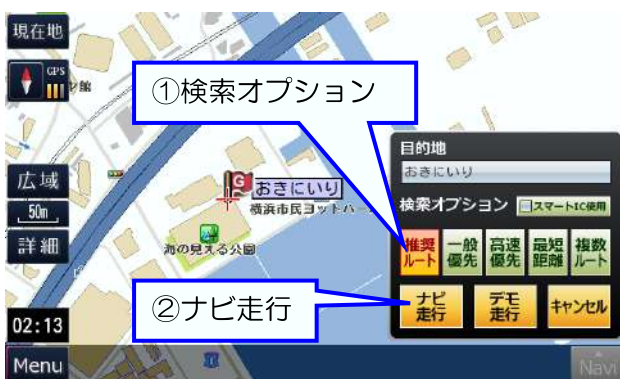 現在地
GPS
館
①検索オプション
目的地
おきにいり
検索オプション
スマートIC使用
推奨
ルート
一般
優先
高速
優先
最短
距離
複数
ルート
ナビ
走行
デモ
走行
キャンセル
広域
50m
詳細
G
おきにいり
横浜市民ヨットハー
海の見える公園
②ナビ走行
02:13
Menu
Navi